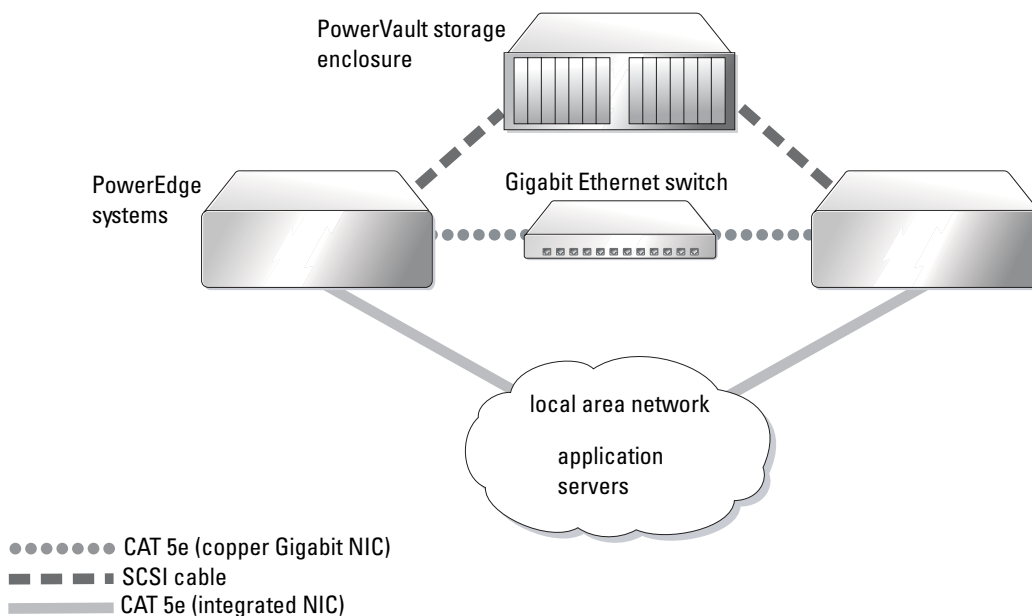 PowerVault storage
enclosure
PowerEdge
systems
Gigabit Ethernet switch
local area network
application
servers
CAT 5e (copper Gigabit NIC)
SCSI cable
CAT 5e (integrated NIC)